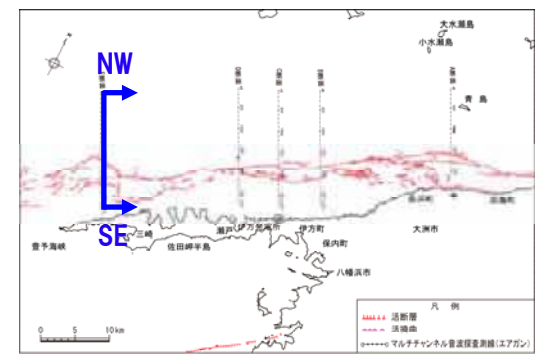 大水瀬島
小水瀬島
青島
NW
SE
三崎
瀬戸
伊方町
保内町
大洲市
豊予海峡
佐田岬半島
八幡浜市
凡例
活断層
活撓曲
マルチチャンネル音波探査測線(エアガン)
0 5 10km